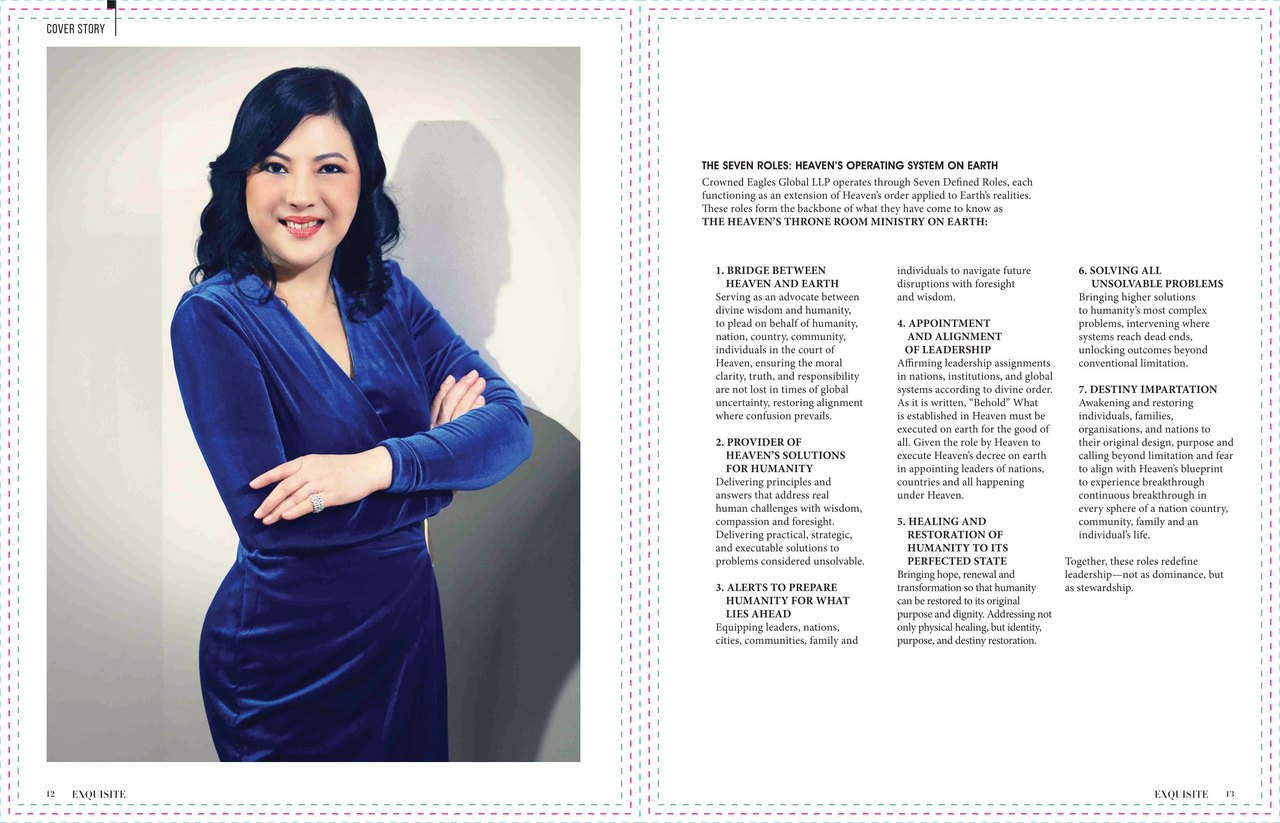 COVER STORY
THE SEVEN ROLES: HEAVEN'S OPERATING SYSTEM ON EARTH
Crowned Eagles Global LLP operates through Seven Defined Roles, each
functioning as an extension of Heaven's order applied to Earth's realities.
These roles form the backbone of what they have come to know as
THE HEAVEN'S THRONE ROOM MINISTRY ON EARTH:
1. BRIDGE BETWEEN
HEAVEN AND EARTH
Serving as an advocate between
divine wisdom and humanity,
to plead on behalf of humanity,
nation, country, community,
individuals in the court of
Heaven, ensuring the moral
clarity, truth, and responsibility
are not lost in times of global
uncertainty, restoring alignment
where confusion prevails.
2. PROVIDER OF
HEAVEN'S SOLUTIONS
FOR HUMANITY
Delivering principles and
answers that address real
human challenges with wisdom,
compassion and foresight.
Delivering practical, strategic,
and executable solutions to
problems considered unsolvable.
3. ALERTS TO PREPARE
HUMANITY FOR WHAT
LIES AHEAD
Equipping leaders, nations,
cities, communities, family and
individuals to navigate future
disruptions with foresight
and wisdom.
4. APPOINTMENT
AND ALIGNMENT
OF LEADERSHIP
Affirming leadership assignments
in nations, institutions, and global
systems according to divine order.
As it is written, “Behold” What
is established in Heaven must be
executed on earth for the good of
all. Given the role by Heaven to
execute Heaven's decree on earth
in appointing leaders of nations,
countries and all happening
under Heaven.
5. HEALING AND
RESTORATION OF
HUMANITY TO ITS
PERFECTED STATE
Bringing hope, renewal and
transformation so that humanity
can be restored to its original
purpose and dignity. Addressing not
only physical healing, but identity,
purpose, and destiny restoration.
6. SOLVING ALL
UNSOLVABLE PROBLEMS
Bringing higher solutions
to humanity's most complex
problems, intervening where
systems reach dead ends,
unlocking outcomes beyond
conventional limitation.
7. DESTINY IMPARTATION
Awakening and restoring
individuals, families,
organisations, and nations to
their original design, purpose and
calling beyond limitation and fear
to align with Heaven's blueprint
to experience breakthrough
continuous breakthrough in
every sphere of a nation country,
community, family and an
individual's life.
Together, these roles redefine
leadership—not as dominance, but
as stewardship.
12 EXQUISITE
EXQUISITE 13